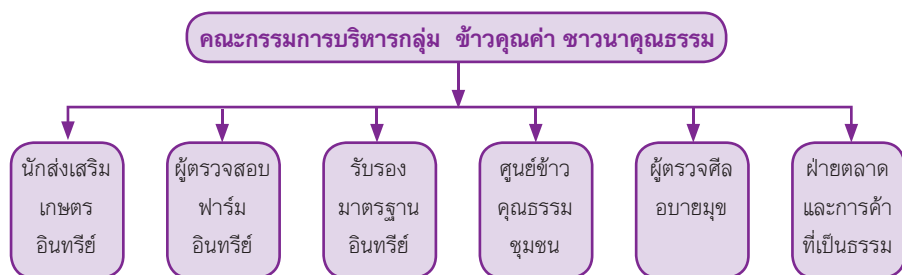 คณะกรรมการบริหารกลุ่ม ข้าวคุณค่า ชาวนาคุณธรรม
นักส่งเสริม
เกษตร
อินทรีย์
ผู้ตรวจสอบ
ฟาร์ม
อินทรีย์
รับรอง
มาตรฐาน
อินทรีย์
ศูนย์ข้าว
คุณธรรม
ชุมชน
ผู้ตรวจศีล
อบายมุข
ฝ่ายตลาด
และการค้า
ที่เป็นธรรม